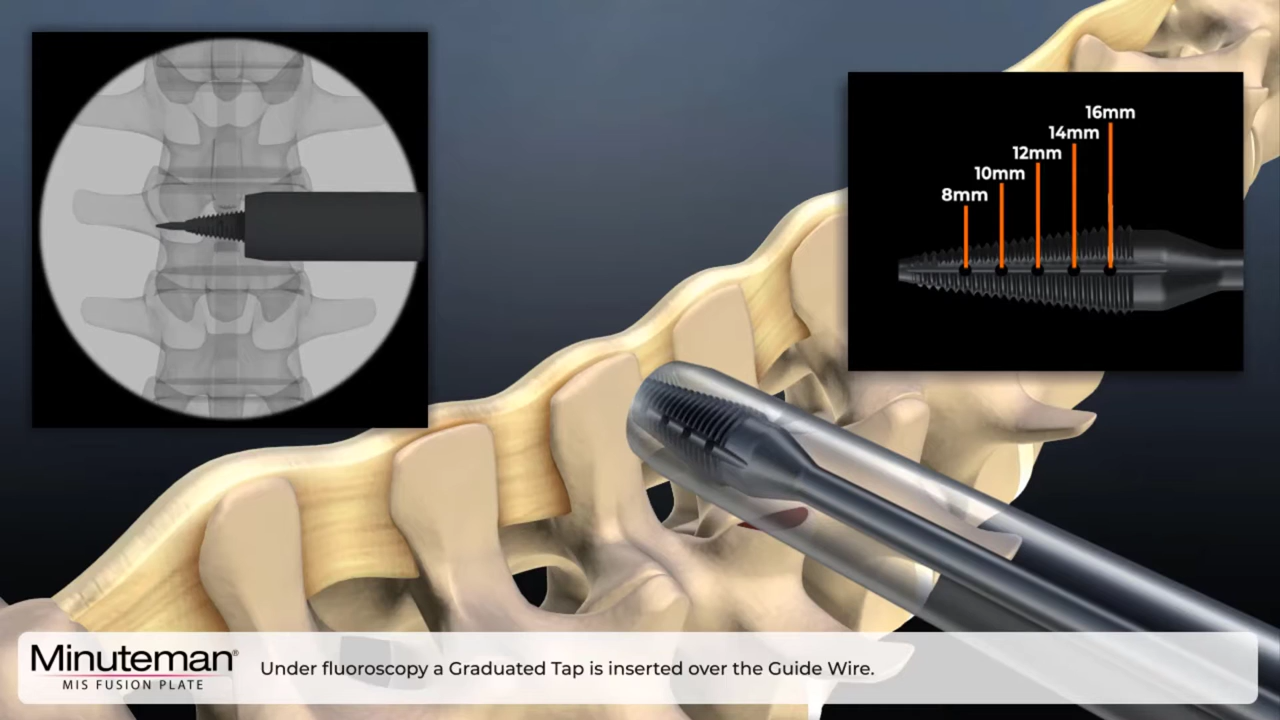 16mm
14mm
12mm
10mm
8mm
Minuteman®
MIS FUSION PLATE
Under fluoroscopy a Graduated Tap is inserted over the Guide Wire.